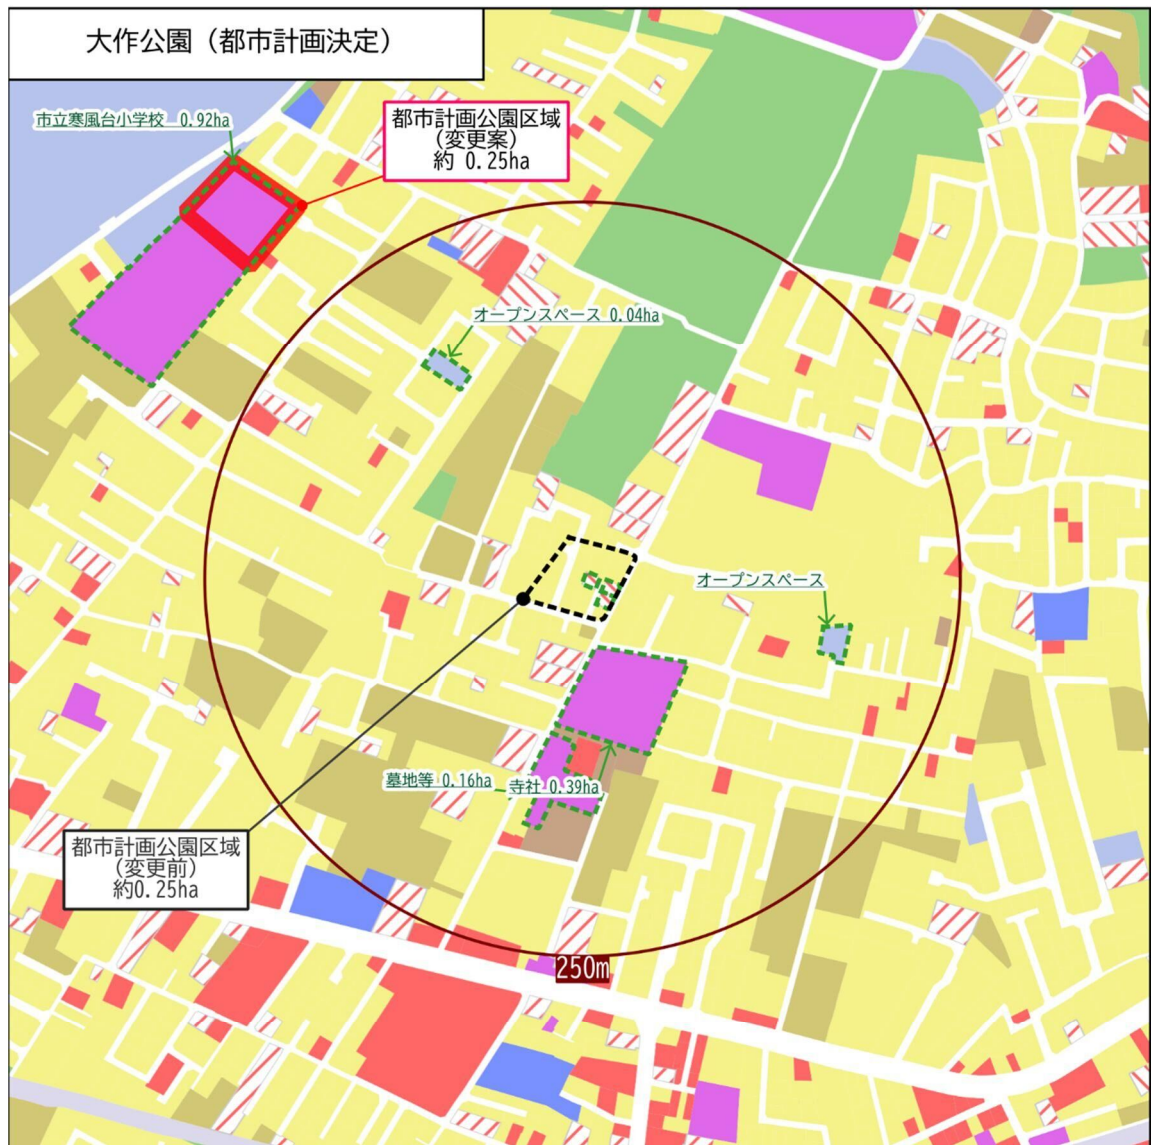 大作公園（都市計画決定）
市立寒風台小学校 0.92ha
都市計画公園区域
（変更案）
約 0.25ha
オープンスペース 0.04ha
オープンスペース
墓地等 0.16ha
寺社 0.39ha
都市計画公園区域
（変更前）
約0.25ha
250m